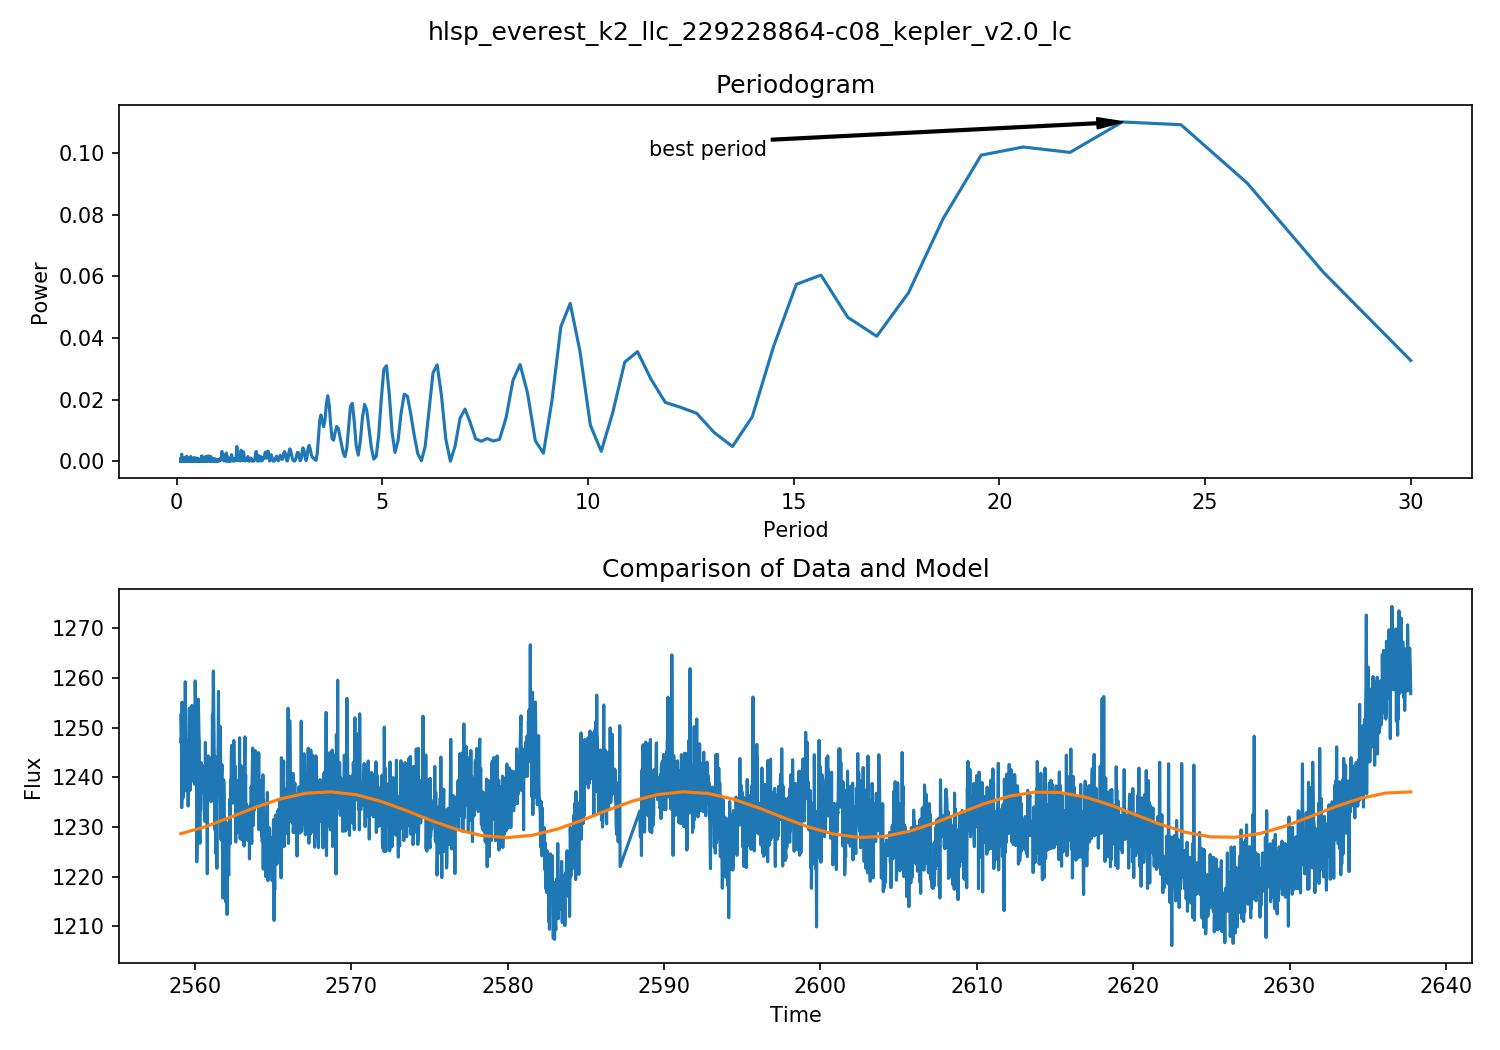 hlsp_everest_k2_llc_229228864-c08_kepler_v2.0_lc
Periodogram
best period
0.10
0.08
0.06
0.04
0.02
0.00
Power
0 5 10 15 20 25 30
Period
Comparison of Data and Model
1270
1260
1250
1240
1230
1220
1210
Flux
2560 2570 2580 2590 2600 2610 2620 2630 2640
Time